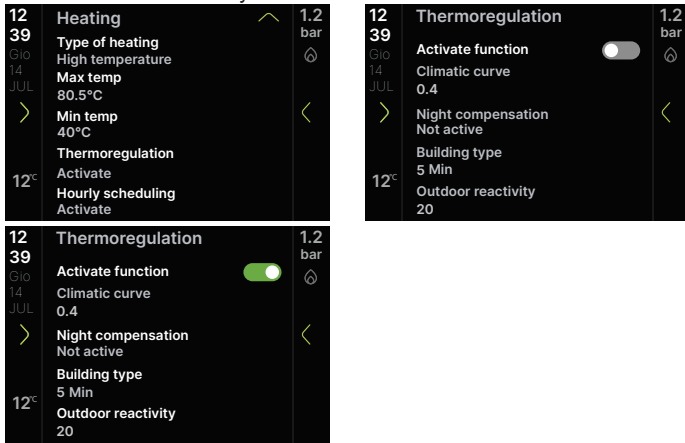 12
39
Gio
14
JUL
12°C
Heating
Type of heating
High temperature
Max temp
80.5°C
Min temp
40°C
Thermoregulation
Activate
Hourly scheduling
Activate
1.2
bar
12
39
Gio
14
JUL
12°C
Thermoregulation
Activate function
Climatic curve
0.4
Night compensation
Not active
Building type
5 Min
Outdoor reactivity
20
1.2
bar
12
39
Gio
14
JUL
12°C
Thermoregulation
Activate function
Climatic curve
0.4
Night compensation
Not active
Building type
5 Min
Outdoor reactivity
20
1.2
bar